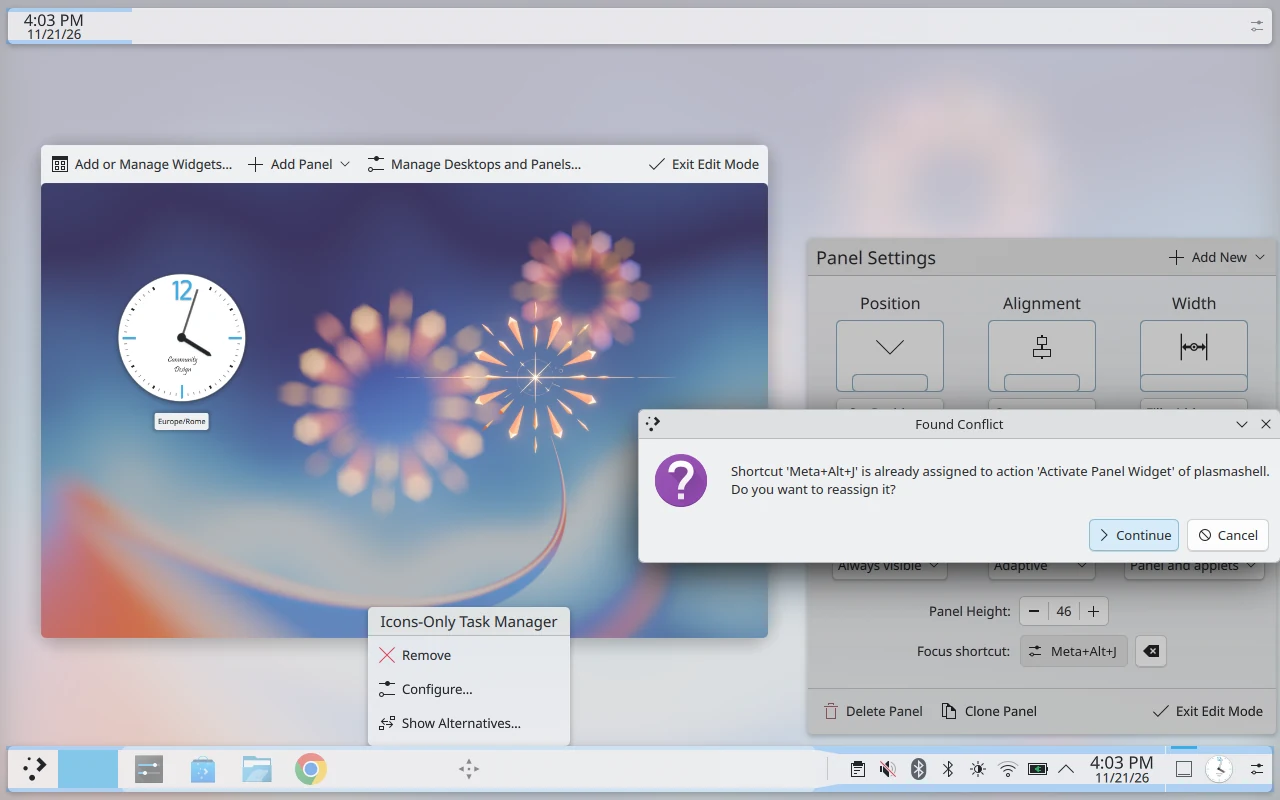 4:03 PM
11/21/26
Add or Manage Widgets...
Add Panel
Manage Desktops and Panels...
Exit Edit Mode
12
Community
Design
Europe/Rome
Panel Settings
Add New
Position
Alignment
Width
Found Conflict
Shortcut 'Meta+Alt+J' is already assigned to action 'Activate Panel Widget' of plasmashell.
Do you want to reassign it?
Continue
Cancel
Always visible
Adaptive
Panel and applets
Panel Height:
46
Focus shortcut:
Meta+Alt+J
Delete Panel
Clone Panel
Exit Edit Mode
Icons-Only Task Manager
Remove
Configure...
Show Alternatives...
4:03 PM
11/21/26